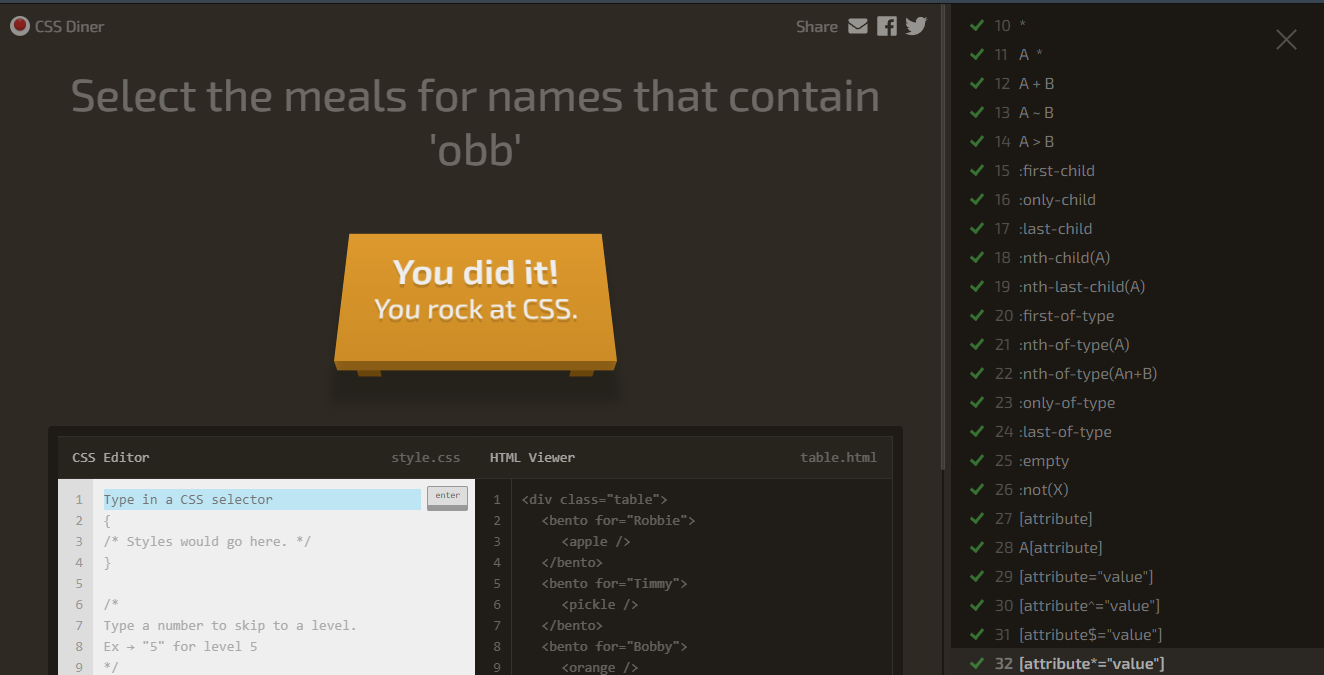 CSS Diner
Share
Select the meals for names that contain
'obb'
You did it!
You rock at CSS.
CSS Editor
style.css
1 Type in a CSS selector
enter
2 {
3 /* Styles would go here. */
4 }
5
6 /*
7 Type a number to skip to a level.
8 Ex → "5" for level 5
9 */
HTML Viewer
table.html
1 <div class="table">
2 <bento for="Robbie">
3 <apple />
4 </bento>
5 <bento for="Timmy">
6 <pickle />
7 </bento>
8 <bento for="Bobby">
9 <orange />
10 *
11 A *
12 A + B
13 A ~ B
14 A > B
15 :first-child
16 :only-child
17 :last-child
18 :nth-child(A)
19 :nth-last-child(A)
20 :first-of-type
21 :nth-of-type(A)
22 :nth-of-type(An+B)
23 :only-of-type
24 :last-of-type
25 :empty
26 :not(X)
27 [attribute]
28 A[attribute]
29 [attribute="value"]
30 [attribute^="value"]
31 [attribute$="value"]
32 [attribute*="value"]